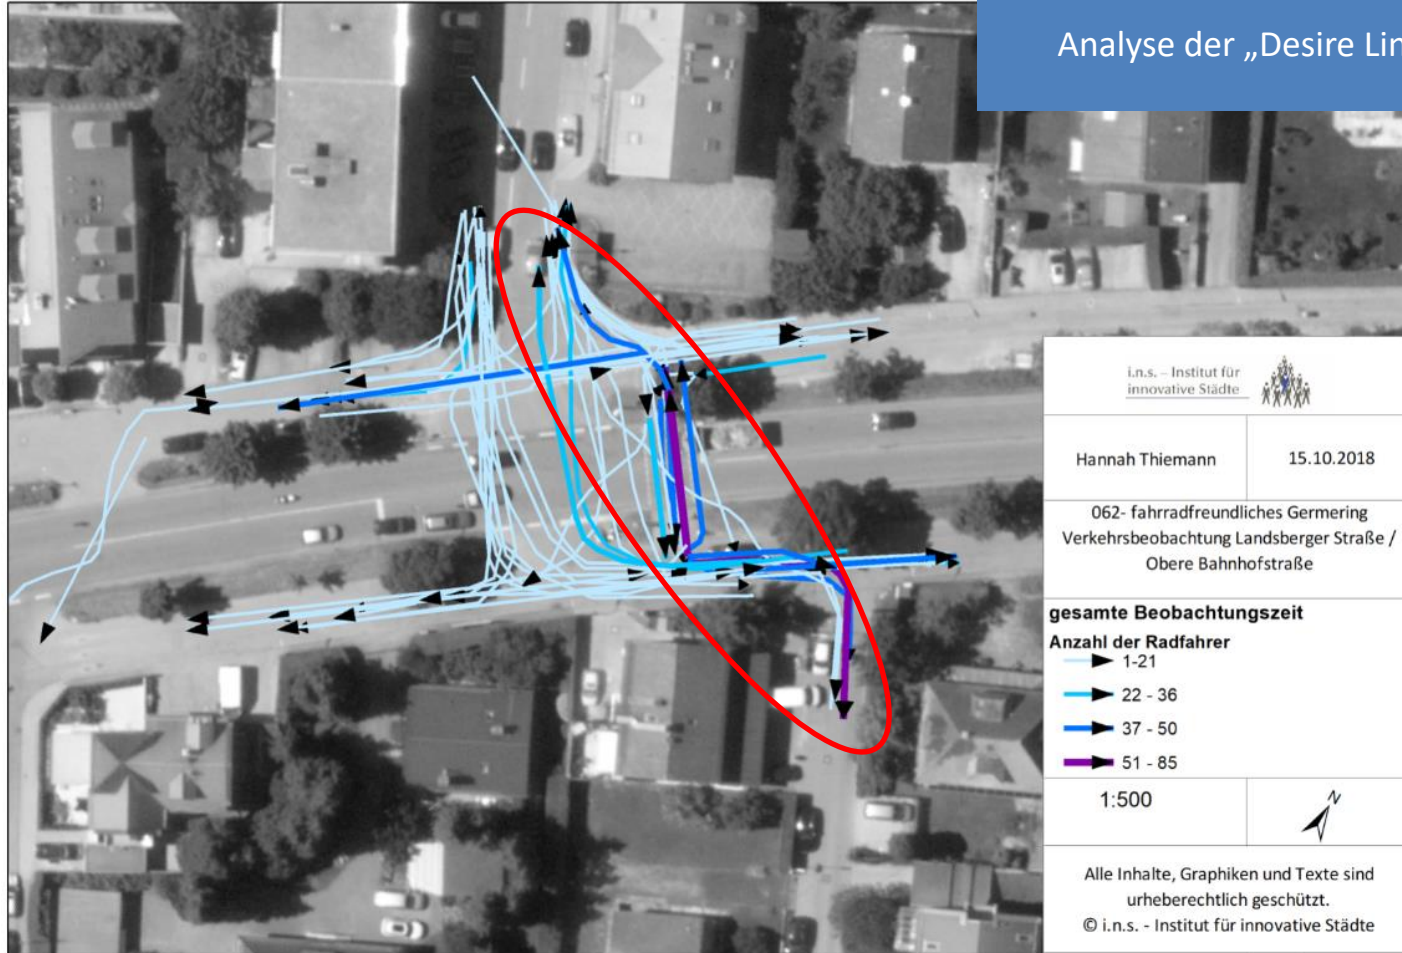 Analyse der „Desire Lin
i.n.s. – Institut für
innovative Städte
Hannah Thiemann
15.10.2018
062- fahrradfreundliches Germering
Verkehrsbeobachtung Landsberger Straße /
Obere Bahnhofstraße
gesamte Beobachtungszeit
Anzahl der Radfahrer
1-21
22 - 36
37 - 50
51 - 85
1:500
N
Alle Inhalte, Graphiken und Texte sind
urheberechtlich geschützt.
© i.n.s. - Institut für innovative Städte